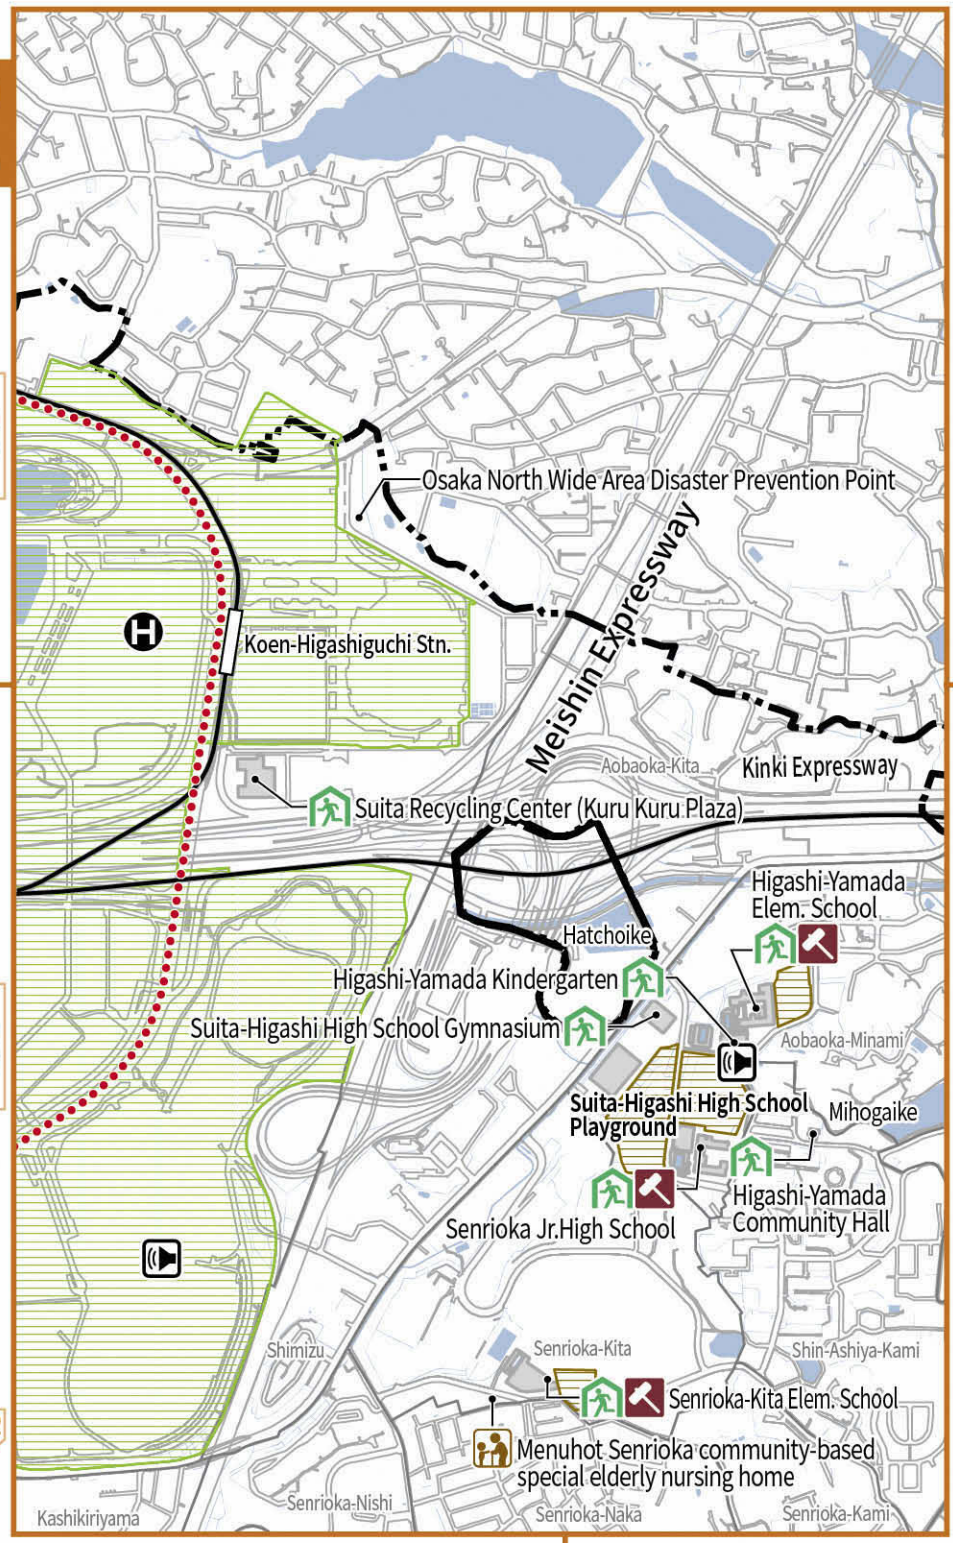 Osaka North Wide Area Disaster Prevention Point
Meishin Expressway
H
Koen-Higashiguchi Stn.
Aobaoka-Kita
Kinki Expressway
Suita Recycling Center (Kuru Kuru Plaza)
Higashi-Yamada
Elem. School
Hatchoike
Higashi-Yamada Kindergarten
Suita-Higashi High School Gymnasium
Aobaoka-Minami
Suita-Higashi High School
Playground
Mihogaike
Higashi-Yamada
Community Hall
Senrioka Jr.High School
Shimizu
Senrioka-Kita
Shin-Ashiya-Kami
Senrioka-Kita Elem. School
Menuhot Senrioka community-based
special elderly nursing home
Kashikiriyama
Senrioka-Nishi
Senrioka-Naka
Senrioka-Kami